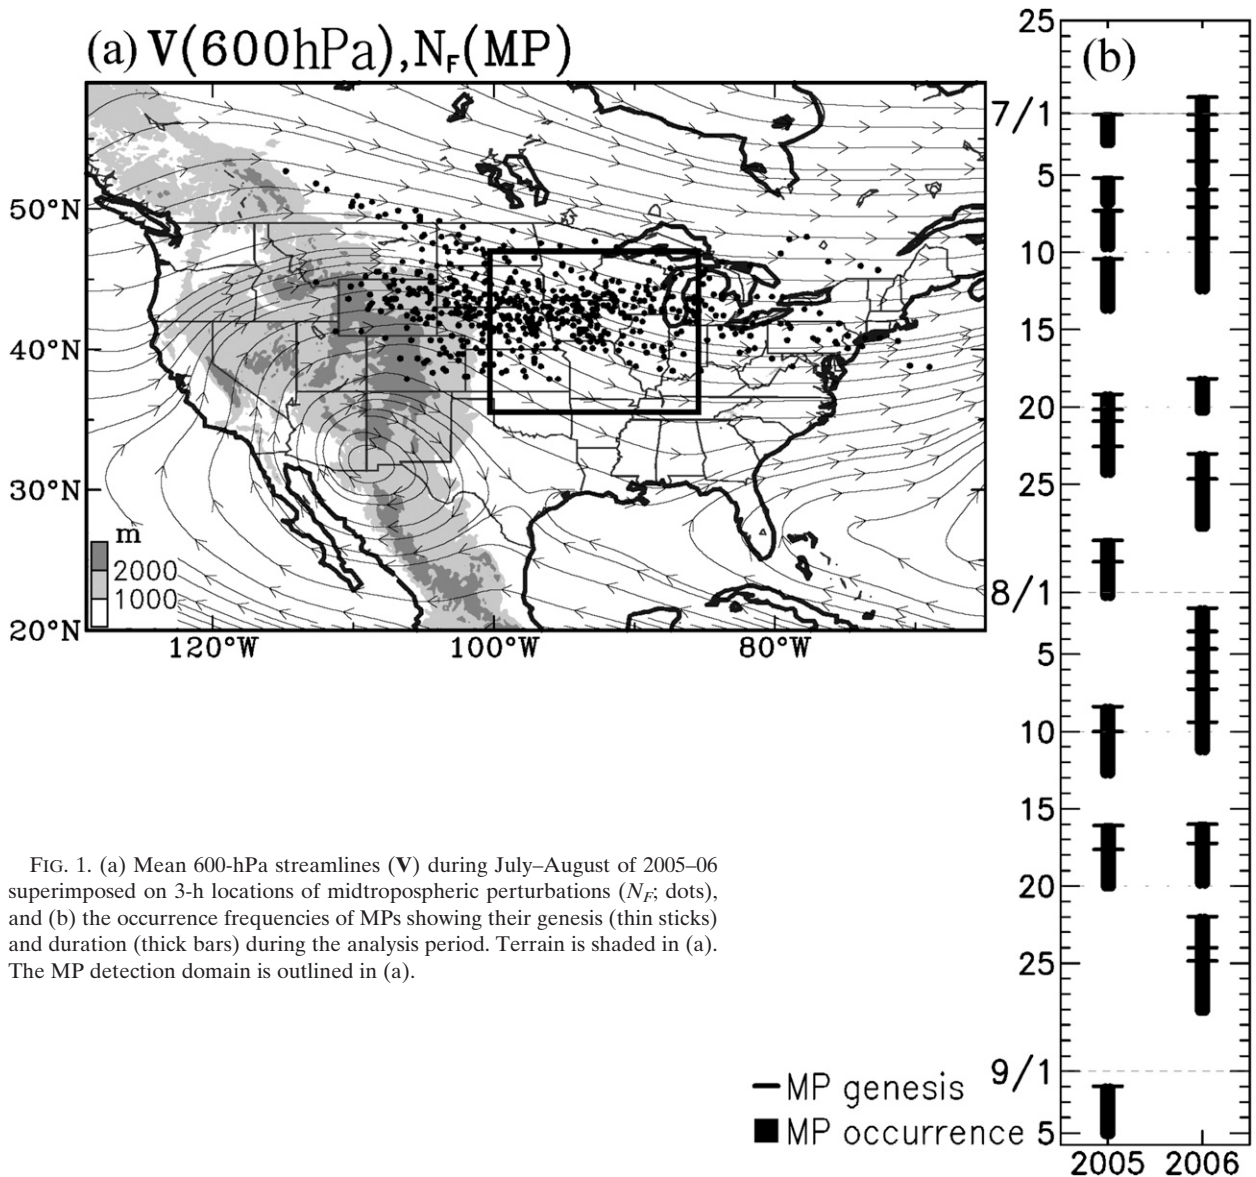 (a) V(600hPa),N_F(MP)
50°N
40°N
30°N
20°N
m
2000
1000
120°W
100°W
80°W
(b)
25
7/1
5
10
15
20
25
8/1
5
10
15
20
25
9/1
5
2005
2006
MP genesis
MP occurrence
FIG. 1. (a) Mean 600-hPa streamlines (V) during July–August of 2005–06
superimposed on 3-h locations of midtropospheric perturbations (N_F; dots),
and (b) the occurrence frequencies of MPs showing their genesis (thin sticks)
and duration (thick bars) during the analysis period. Terrain is shaded in (a).
The MP detection domain is outlined in (a).